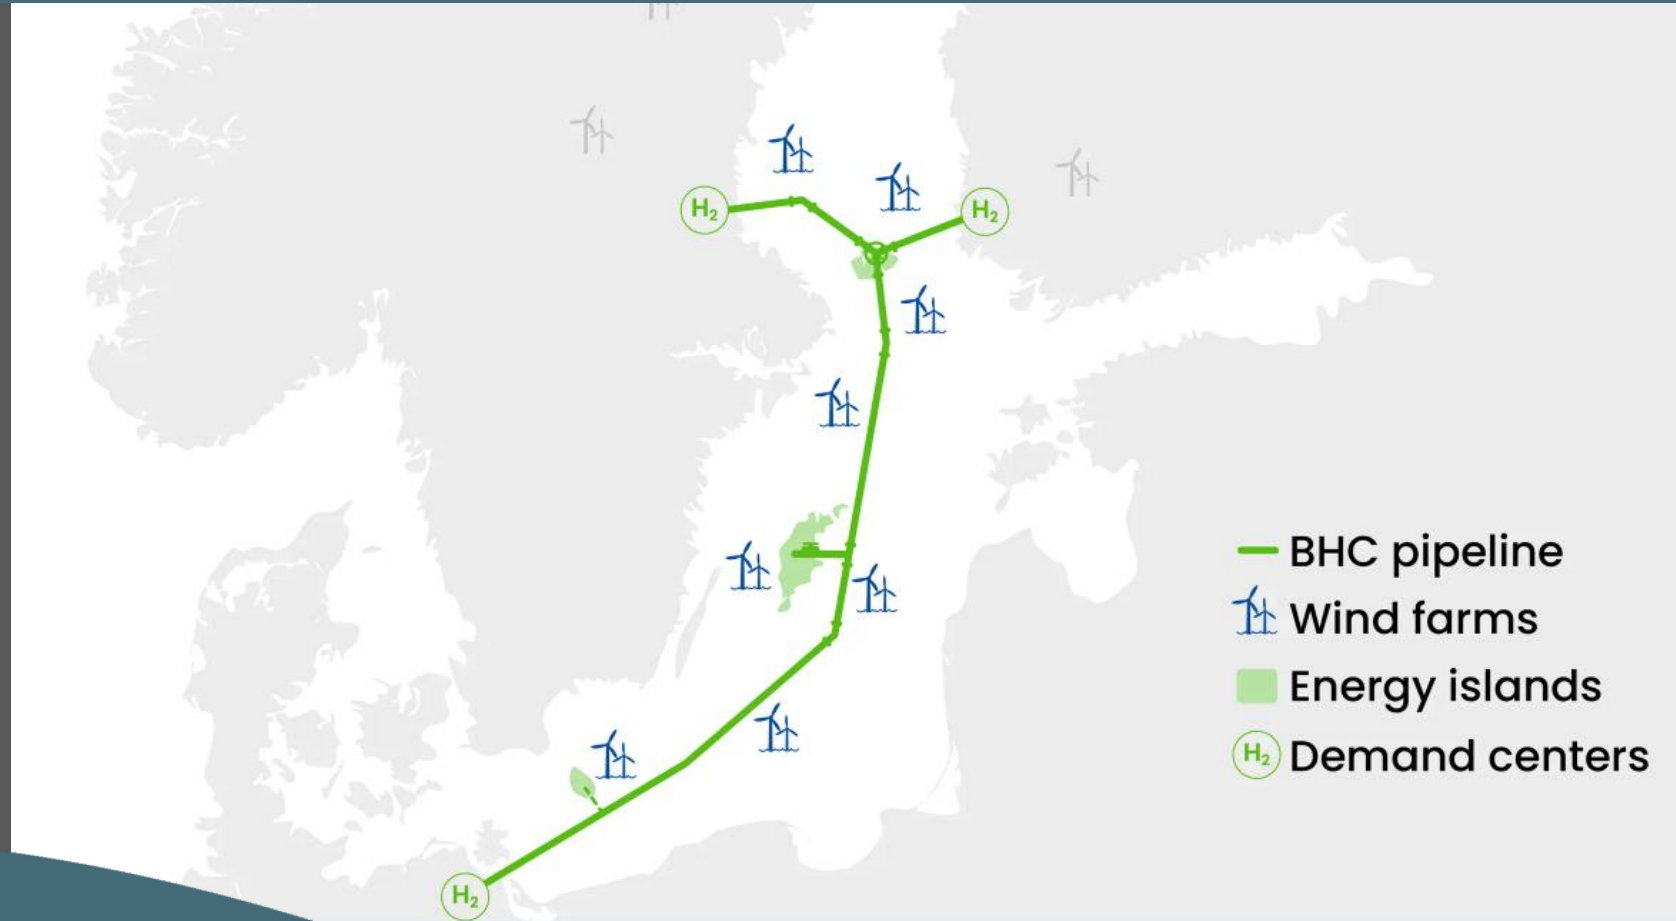 H₂
H₂
BHC pipeline
Wind farms
Energy islands
H₂ Demand centers
H₂